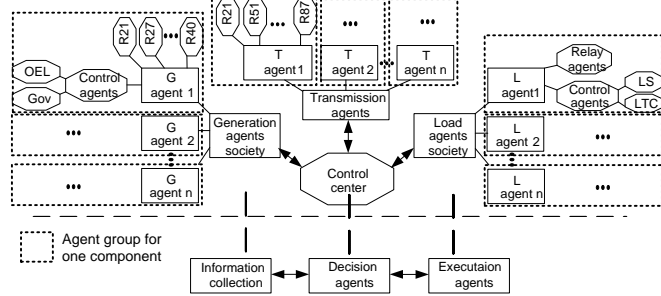 R21
R27
R40
OEL
Gov
Control
agents
G
agent 1
G
agent 2
G
agent n
Generation
agents
society
R21
R51
R87
T
agent1
T
agent 2
T
agent n
Transmission
agents
Control
center
Load
agents
society
L
agent1
L
agent 2
L
agent n
Relay
agents
Control
agents
LS
LTC
Agent group for
one component
Information
collection
Decision
agents
Executaion
agents